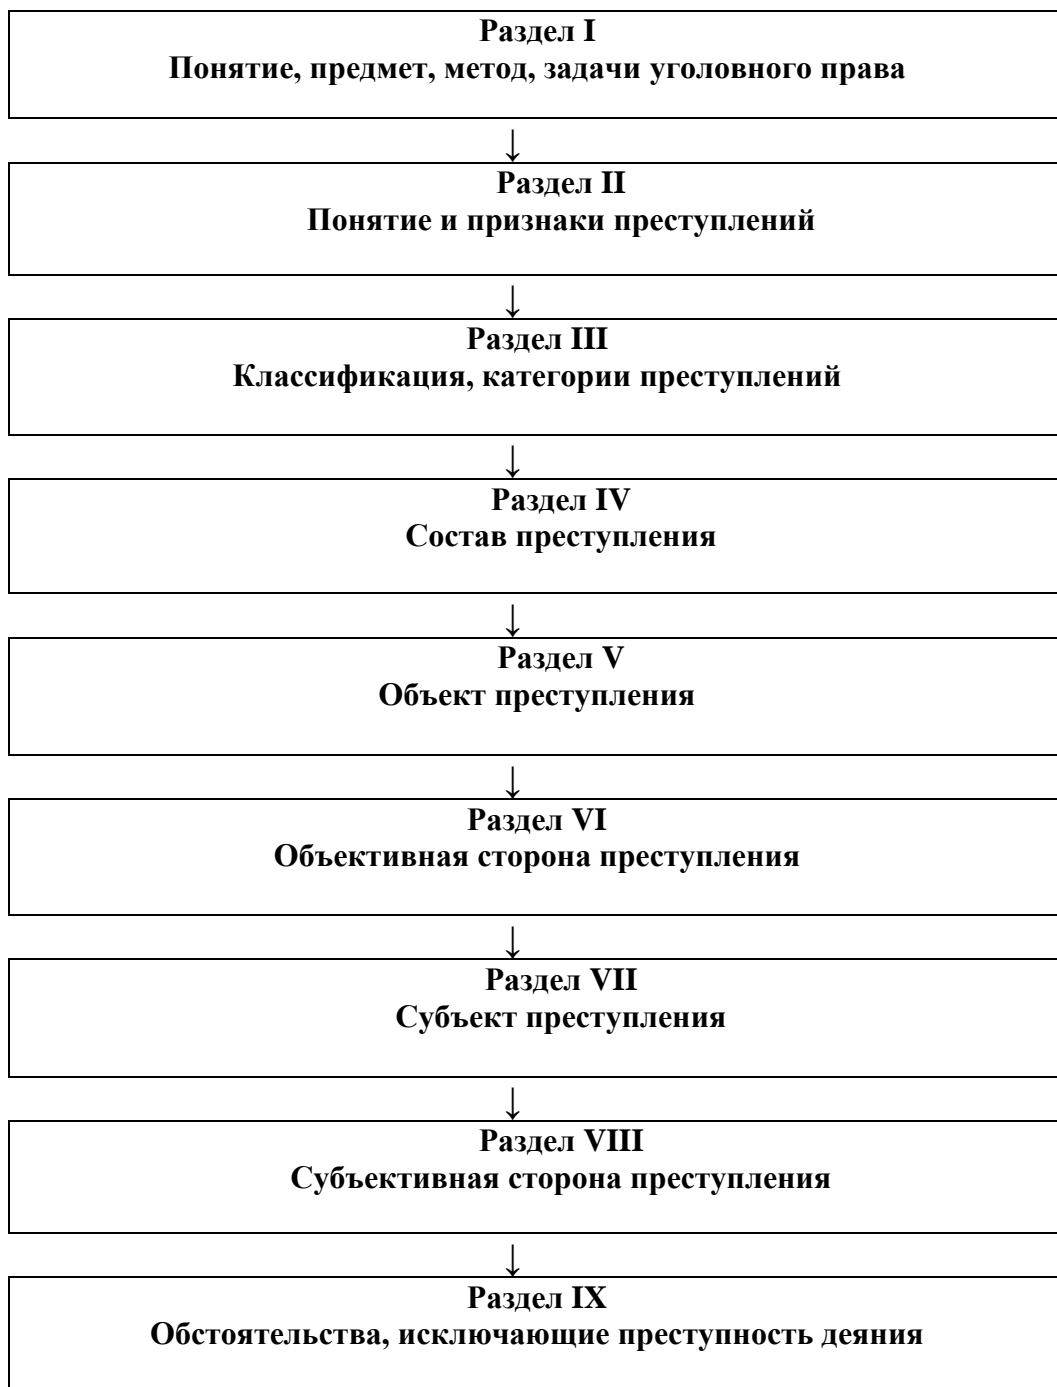 Раздел I
Понятие, предмет, метод, задачи уголовного права
↓
Раздел II
Понятие и признаки преступлений
↓
Раздел III
Классификация, категории преступлений
↓
Раздел IV
Состав преступления
↓
Раздел V
Объект преступления
↓
Раздел VI
Объективная сторона преступления
↓
Раздел VII
Субъект преступления
↓
Раздел VIII
Субъективная сторона преступления
↓
Раздел IX
Обстоятельства, исключающие преступность деяния